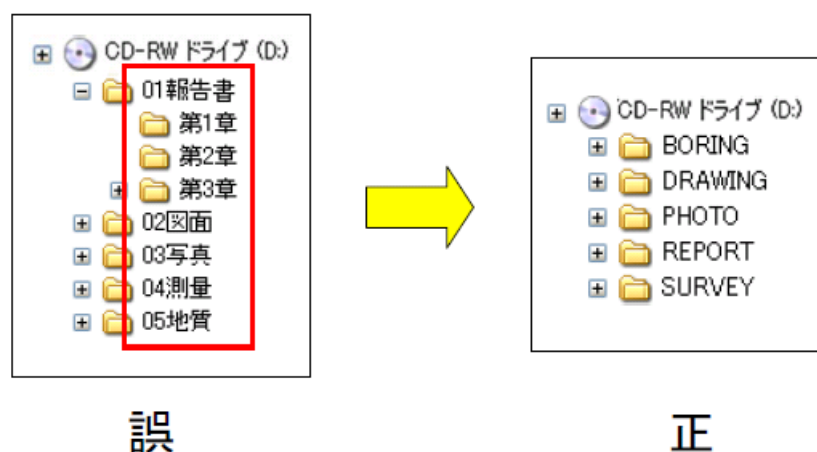 CD-RW ドライブ (D:)
01報告書
第1章
第2章
第3章
02図面
03写真
04測量
05地質
誤
CD-RW ドライブ (D:)
BORING
DRAWING
PHOTO
REPORT
SURVEY
正